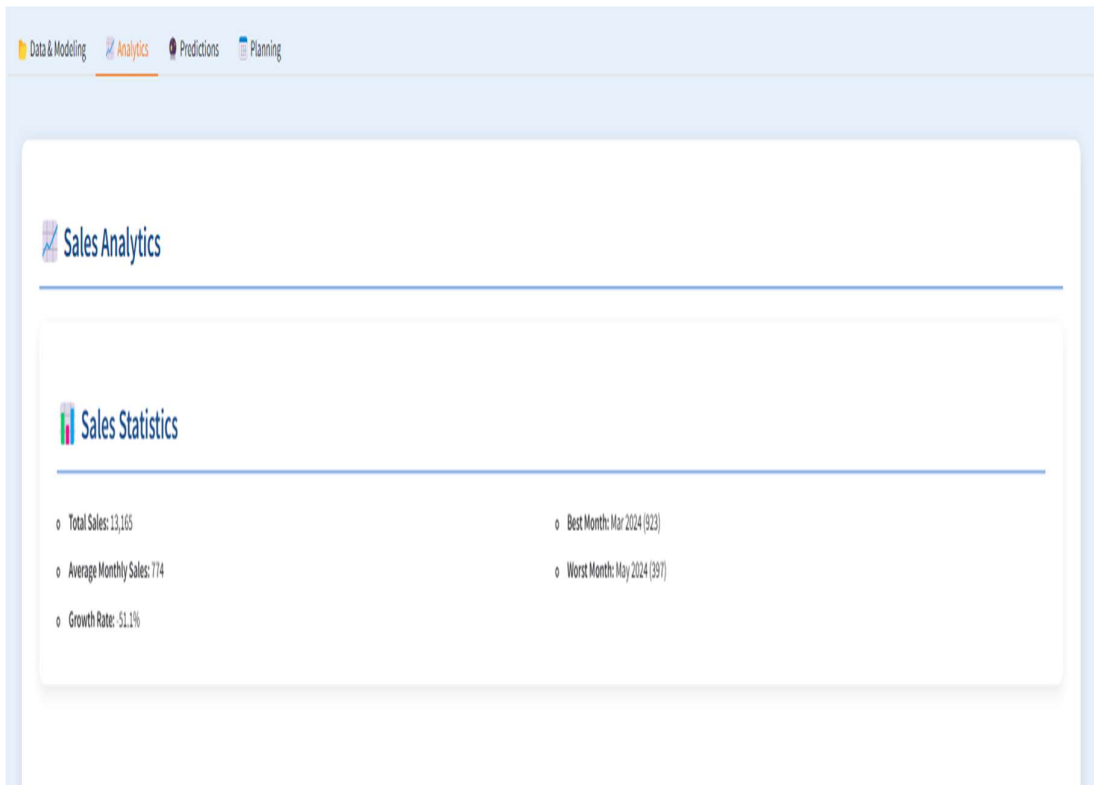 Data & Modeling Analytics Predictions Planning
Sales Analytics
Sales Statistics
Total Sales: 13,165
Average Monthly Sales: 774
Growth Rate: -51.1%
Best Month: Mar 2024 (923)
Worst Month: May 2024 (397)